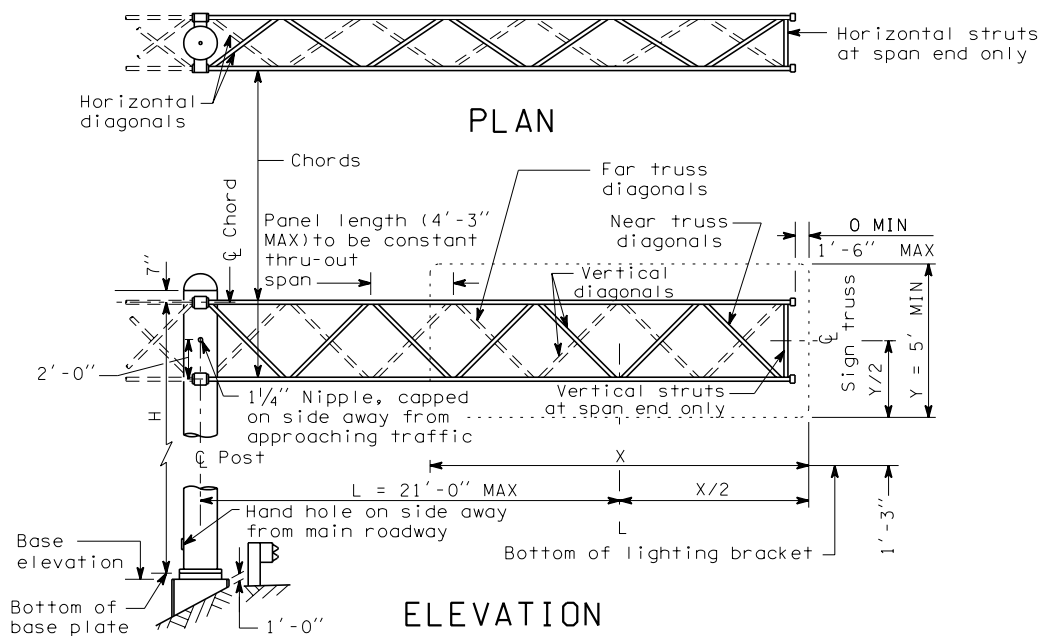 Horizontal struts
at span end only
Horizontal
diagonals
PLAN
Chords
℄ Chord
7"
Far truss
diagonals
Panel length (4'-3"
MAX)to be constant
thru-out
span
Near truss
diagonals
0 MIN
1'-6" MAX
Vertical
diagonals
℄
Sign truss
Y/2
Y = 5' MIN
2'-0"
H
1¼" Nipple, capped
on side away from
approaching traffic
Vertical struts
at span end only
℄ Post
X
L = 21'-0" MAX
X/2
L
Hand hole on side away
from main roadway
Bottom of lighting bracket
1'-3"
Base
elevation
Bottom of
base plate
1'-0"
ELEVATION